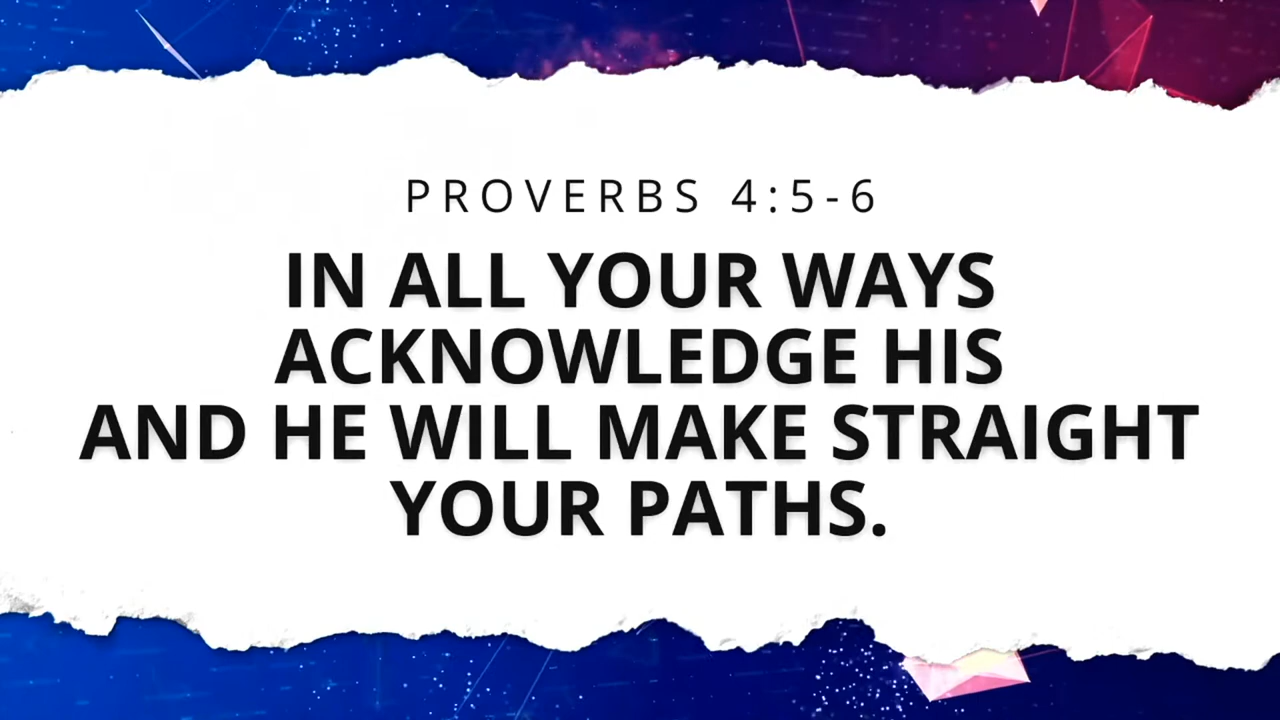 PROVERBS 4:5-6
IN ALL YOUR WAYS
ACKNOWLEDGE HIS
AND HE WILL MAKE STRAIGHT
YOUR PATHS.